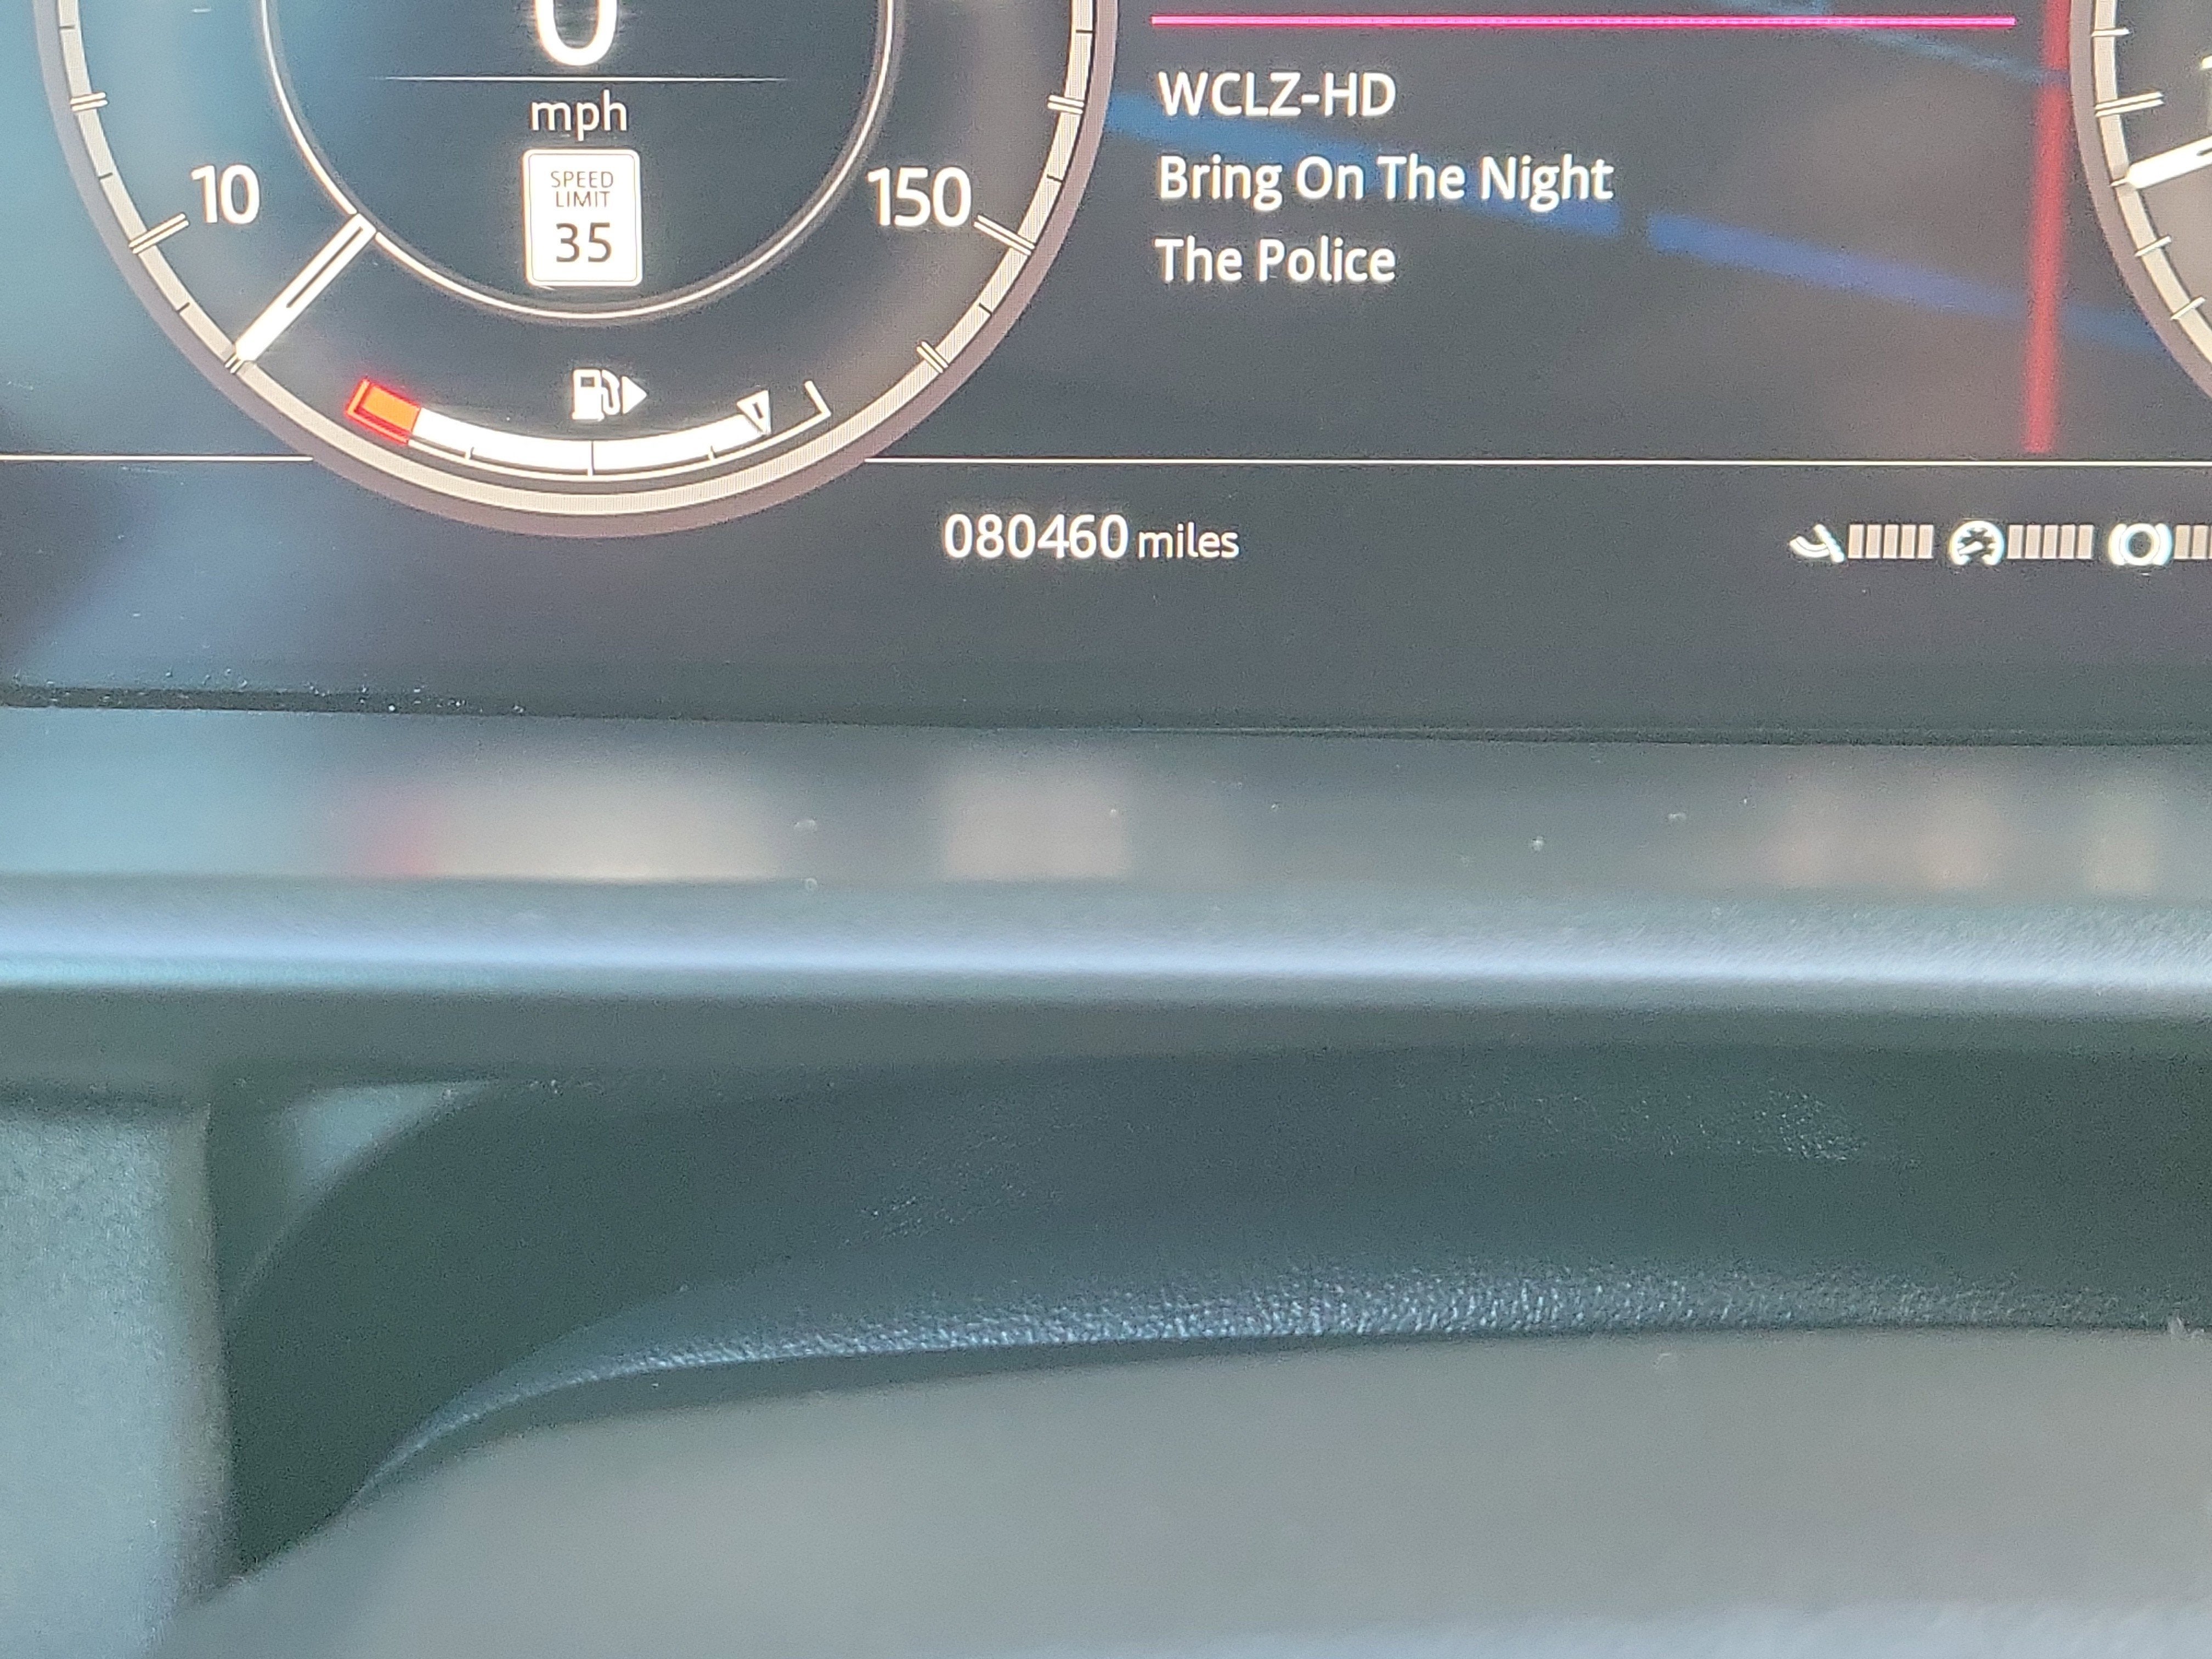 0
mph
SPEED
LIMIT
35
10
150
WCLZ-HD
Bring On The Night
The Police
080460 miles